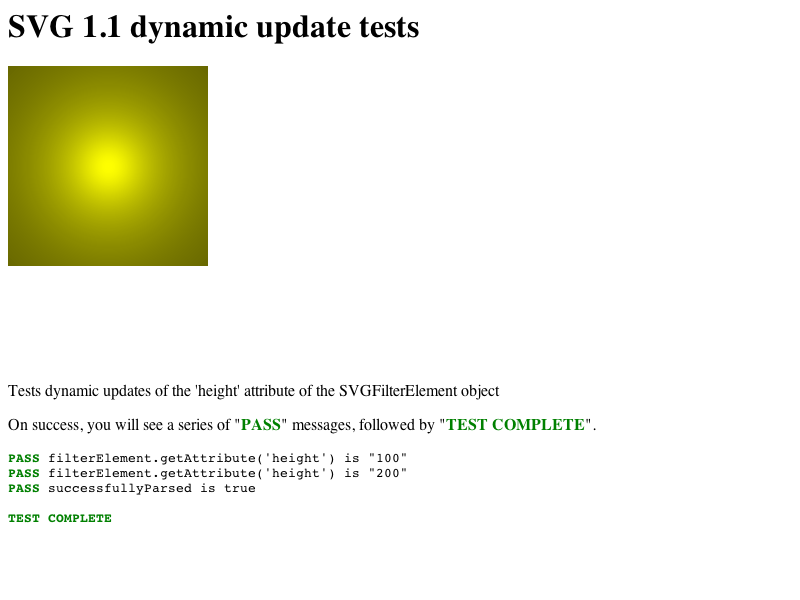 SVG 1.1 dynamic update tests
Tests dynamic updates of the 'height' attribute of the SVGFilterElement object
On success, you will see a series of "PASS" messages, followed by "TEST COMPLETE".
PASS filterElement.getAttribute('height') is "100"
PASS filterElement.getAttribute('height') is "200"
PASS successfullyParsed is true
TEST COMPLETE